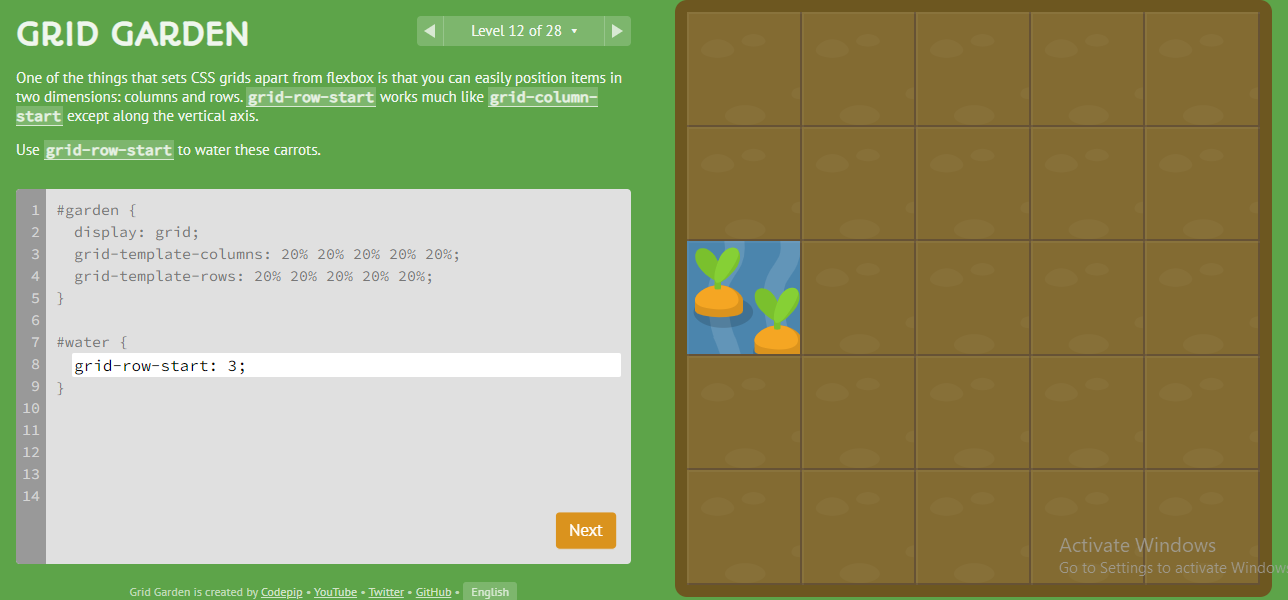 GRID GARDEN
Level 12 of 28
One of the things that sets CSS grids apart from flexbox is that you can easily position items in
two dimensions: columns and rows. grid-row-start works much like grid-column-
start except along the vertical axis.
Use grid-row-start to water these carrots.
1 #garden {
2 display: grid;
3 grid-template-columns: 20% 20% 20% 20% 20%;
4 grid-template-rows: 20% 20% 20% 20% 20%;
5 }
6
7 #water {
8 grid-row-start: 3;
9 }
10
11
12
13
14
Next
Grid Garden is created by Codepip • YouTube • Twitter • GitHub • English
Activate Windows
Go to Settings to activate Windows